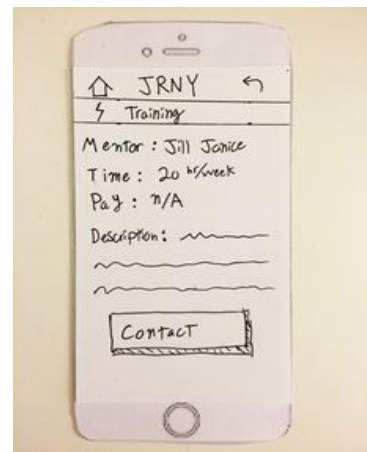 JRNY
Training
Mentor : Jill Janice
Time : 20 hr/week
Pay : n/A
Description :
Contact